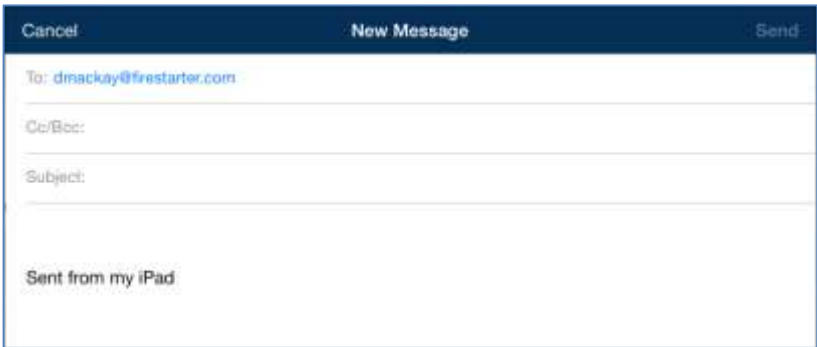 Cancel New Message Send
To: dmackay@firestarter.com
Cc/Bcc:
Subject:
Sent from my iPad